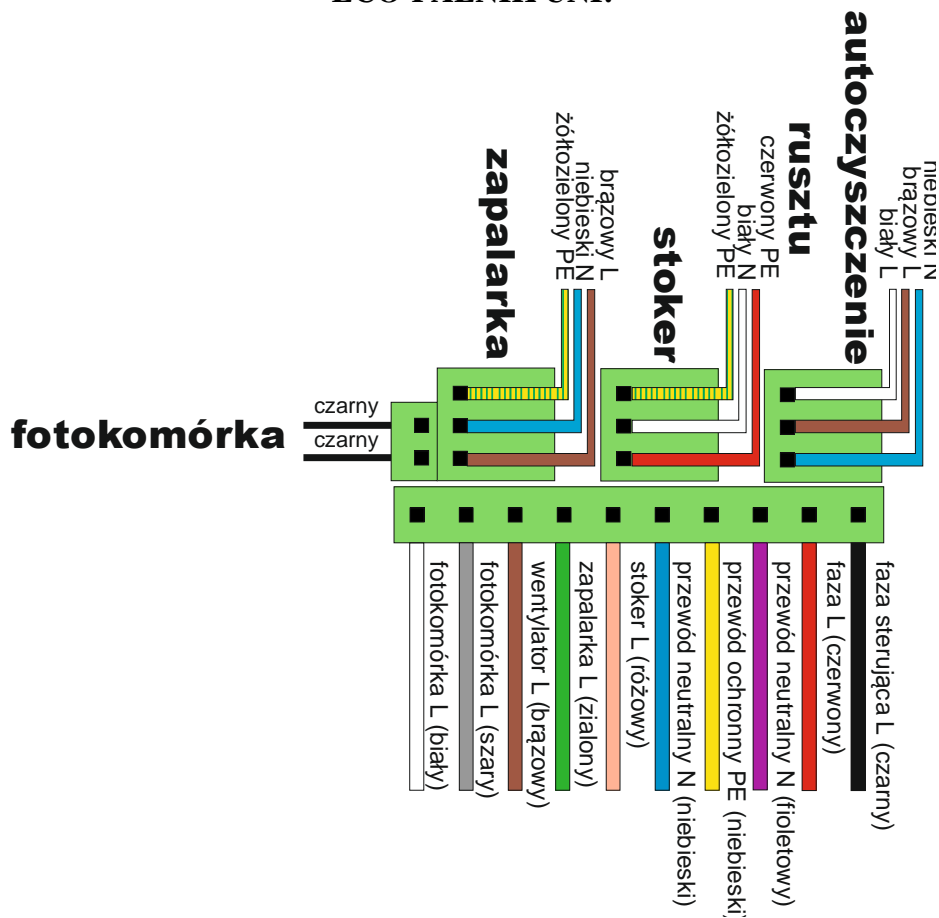 fotokomórka
czarny
czarny
zapalarka
żółtozielony PE
niebieski N
brązowy L
stoker
żółtozielony PE
biały N
czerwony PE
autoczyszczenie
rusztu
biały L
brązowy L
niebieski N
fotokomórka L (biały)
fotokomórka L (szary)
wentylator L (brązowy)
zapalarka L (zialony)
stoker L (różowy)
przewód neutralny N (niebieski)
przewód ochronny PE (niebieski)
przewód neutralny N (fioletowy)
faza L (czerwony)
faza sterująca L (czarny)